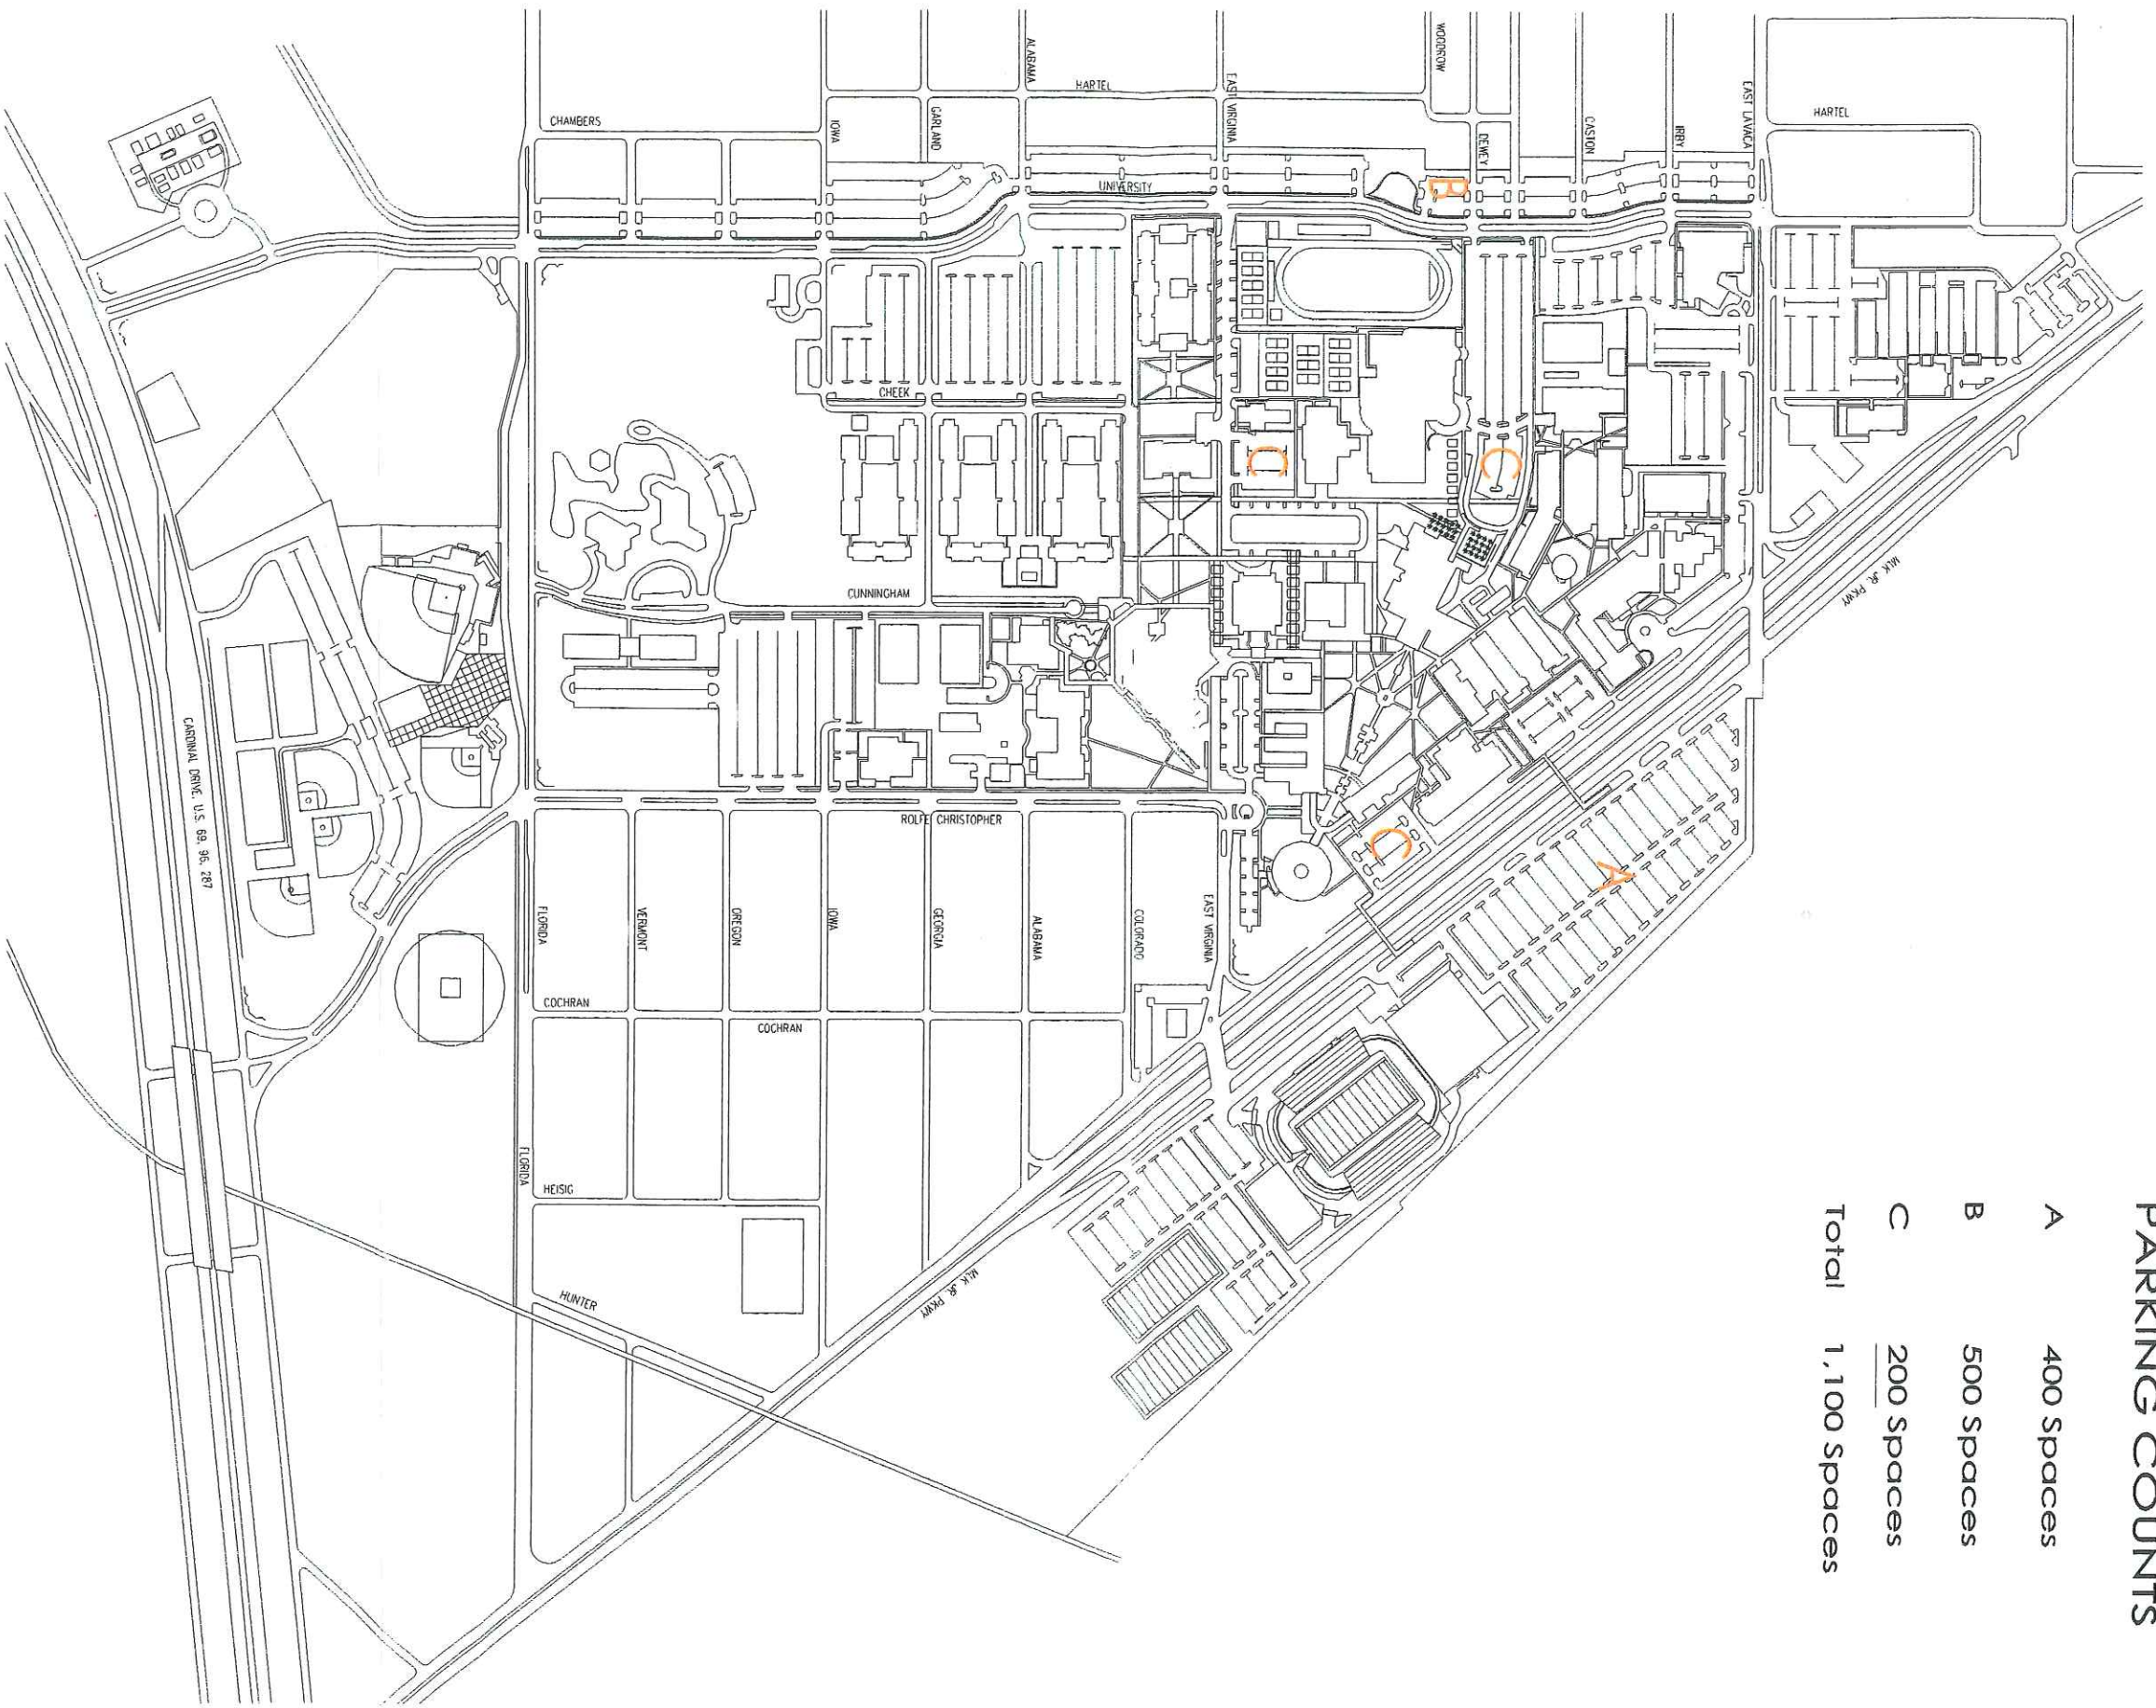 PARKING COUNTS
A 400 Spaces
B 500 Spaces
C 200 Spaces
Total 1,100 Spaces
WOODROW
ALABAMA
HARTEL
EAST VIRGINIA
EAST LAVACA
HARTEL
CHAMBERS
IOWA
GARLAND
DEWEY
CASTON
IRBY
UNIVERSITY
B
CHEEK
C
C
MLK JR. PKWY
CUNNINGHAM
CARDINAL DRIVE, U.S. 69, 96, 287
ROLFE CHRISTOPHER
C
A
FLORIDA
VERMONT
OREGON
IOWA
GEORGIA
ALABAMA
COLORADO
EAST VIRGINIA
COCHRAN
COCHRAN
FLORIDA
HEISIG
HUNTER
MLK JR. PKWY